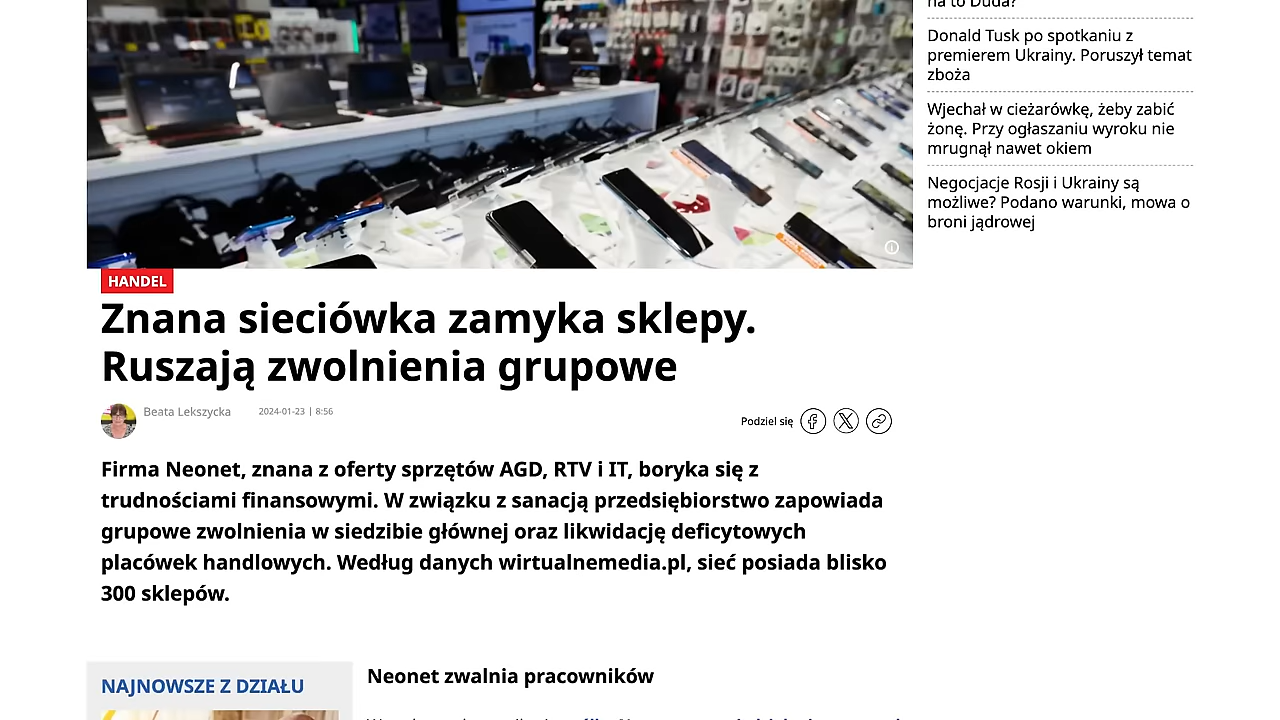 na to Duda?
Donald Tusk po spotkaniu z
premierem Ukrainy. Poruszył temat
zboża
Wjechał w cieżarówkę, żeby zabić
żonę. Przy ogłaszaniu wyroku nie
mrugnął nawet okiem
Negocjacje Rosji i Ukrainy są
możliwe? Podano warunki, mowa o
broni jądrowej
HANDEL
Znana sieciówka zamyka sklepy.
Ruszają zwolnienia grupowe
Beata Lekszycka 2024-01-23 | 8:56
Podziel się
Firma Neonet, znana z oferty sprzętów AGD, RTV i IT, boryka się z
trudnościami finansowymi. W związku z sanacją przedsiębiorstwo zapowiada
grupowe zwolnienia w siedzibie głównej oraz likwidację deficytowych
placówek handlowych. Według danych wirtualnemedia.pl, sieć posiada blisko
300 sklepów.
NAJNOWSZE Z DZIAŁU
Neonet zwalnia pracowników